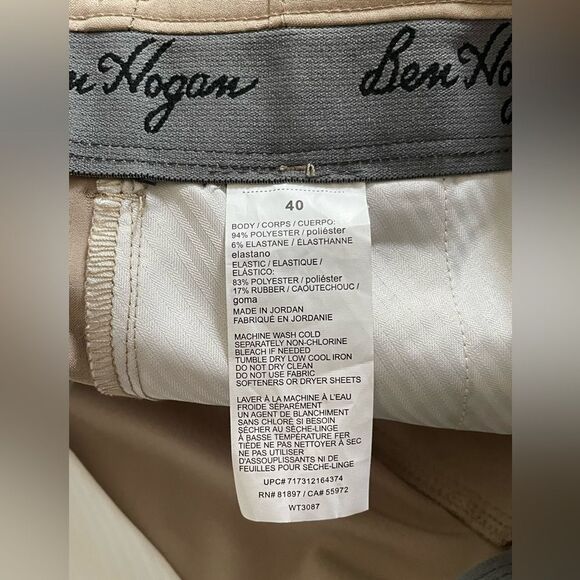 Ben Hogan Ben Ho
40
BODY / CORPS / CUERPO:
94% POLYESTER / poliéster
6% ELASTANE / ÉLASTHANNE
elastano
ELASTIC / ELASTIQUE /
ELÁSTICO:
83% POLYESTER / poliéster
17% RUBBER / CAOUTCHOUC /
goma
MADE IN JORDAN
FABRIQUÉ EN JORDANIE
MACHINE WASH COLD
SEPARATELY NON-CHLORINE
BLEACH IF NEEDED
TUMBLE DRY LOW COOL IRON
DO NOT DRY CLEAN
DO NOT USE FABRIC
SOFTENERS OR DRYER SHEETS
LAVER À LA MACHINE À L'EAU
FROIDE SÉPARÉMENT
UN AGENT DE BLANCHIMENT
SANS CHLORE SI BESOIN
SÉCHER AU SÈCHE-LINGE
À BASSE TEMPÉRATURE FER
TIÈDE NE PAS NETTOYER À SEC
NE PAS UTILISER
D'ASSOUPLISSANTS NI DE
FEUILLES POUR SÈCHE-LINGE
UPC# 717312164374
RN# 81897 / CA# 55972
WT3087